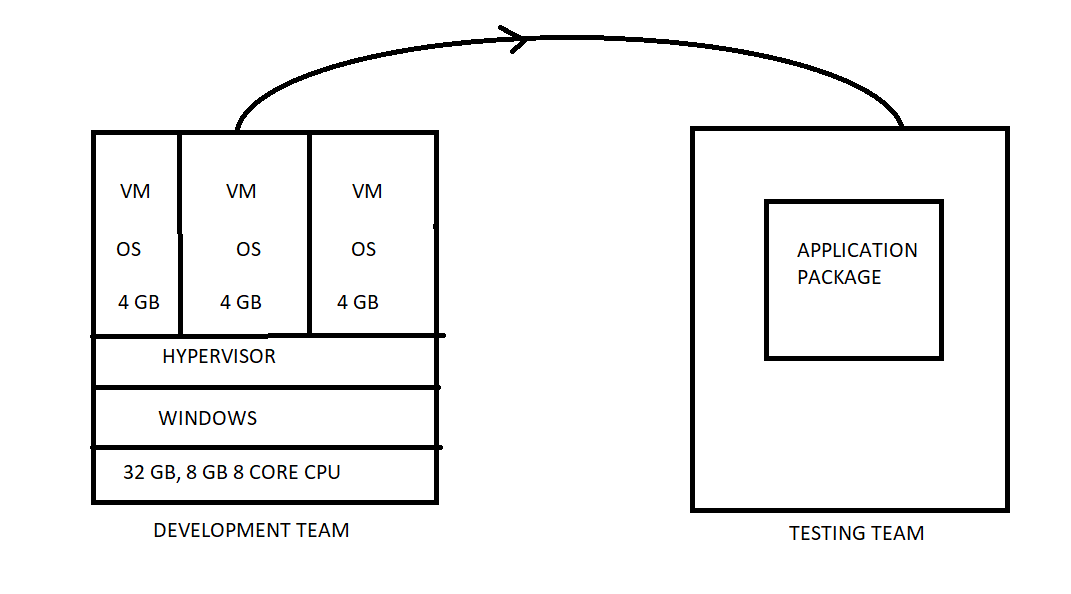 VM VM VM
OS OS OS
4 GB 4 GB 4 GB
HYPERVISOR
WINDOWS
32 GB, 8 GB 8 CORE CPU
DEVELOPMENT TEAM
APPLICATION
PACKAGE
TESTING TEAM